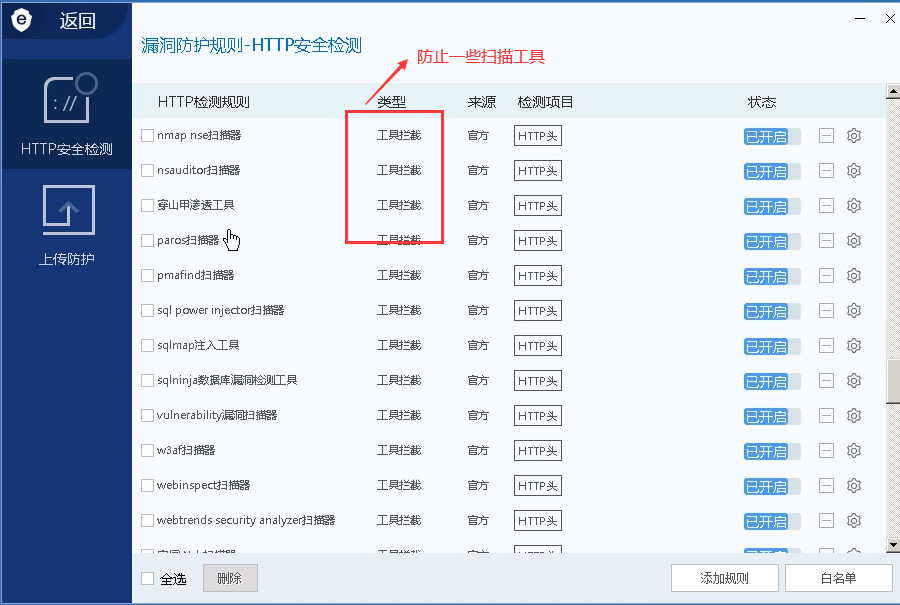 返回
漏洞防护规则-HTTP安全检测
防止一些扫描工具
HTTP检测规则 类型 来源 检测项目 状态
nmap nse扫描器 工具拦截 官方 HTTP头 已开启
nsauditor扫描器 工具拦截 官方 HTTP头 已开启
穿山甲渗透工具 工具拦截 官方 HTTP头 已开启
paros扫描器 工具拦截 官方 HTTP头 已开启
pmafind扫描器 工具拦截 官方 HTTP头 已开启
sql power injector扫描器 工具拦截 官方 HTTP头 已开启
sqlmap注入工具 工具拦截 官方 HTTP头 已开启
sqlninja数据库漏洞检测工具 工具拦截 官方 HTTP头 已开启
vulnerability漏洞扫描器 工具拦截 官方 HTTP头 已开启
w3af扫描器 工具拦截 官方 HTTP头 已开启
webinspect扫描器 工具拦截 官方 HTTP头 已开启
webtrends security analyzer扫描器 工具拦截 官方 HTTP头 已开启
://
HTTP安全检测
上传防护
全选 删除 添加规则 白名单